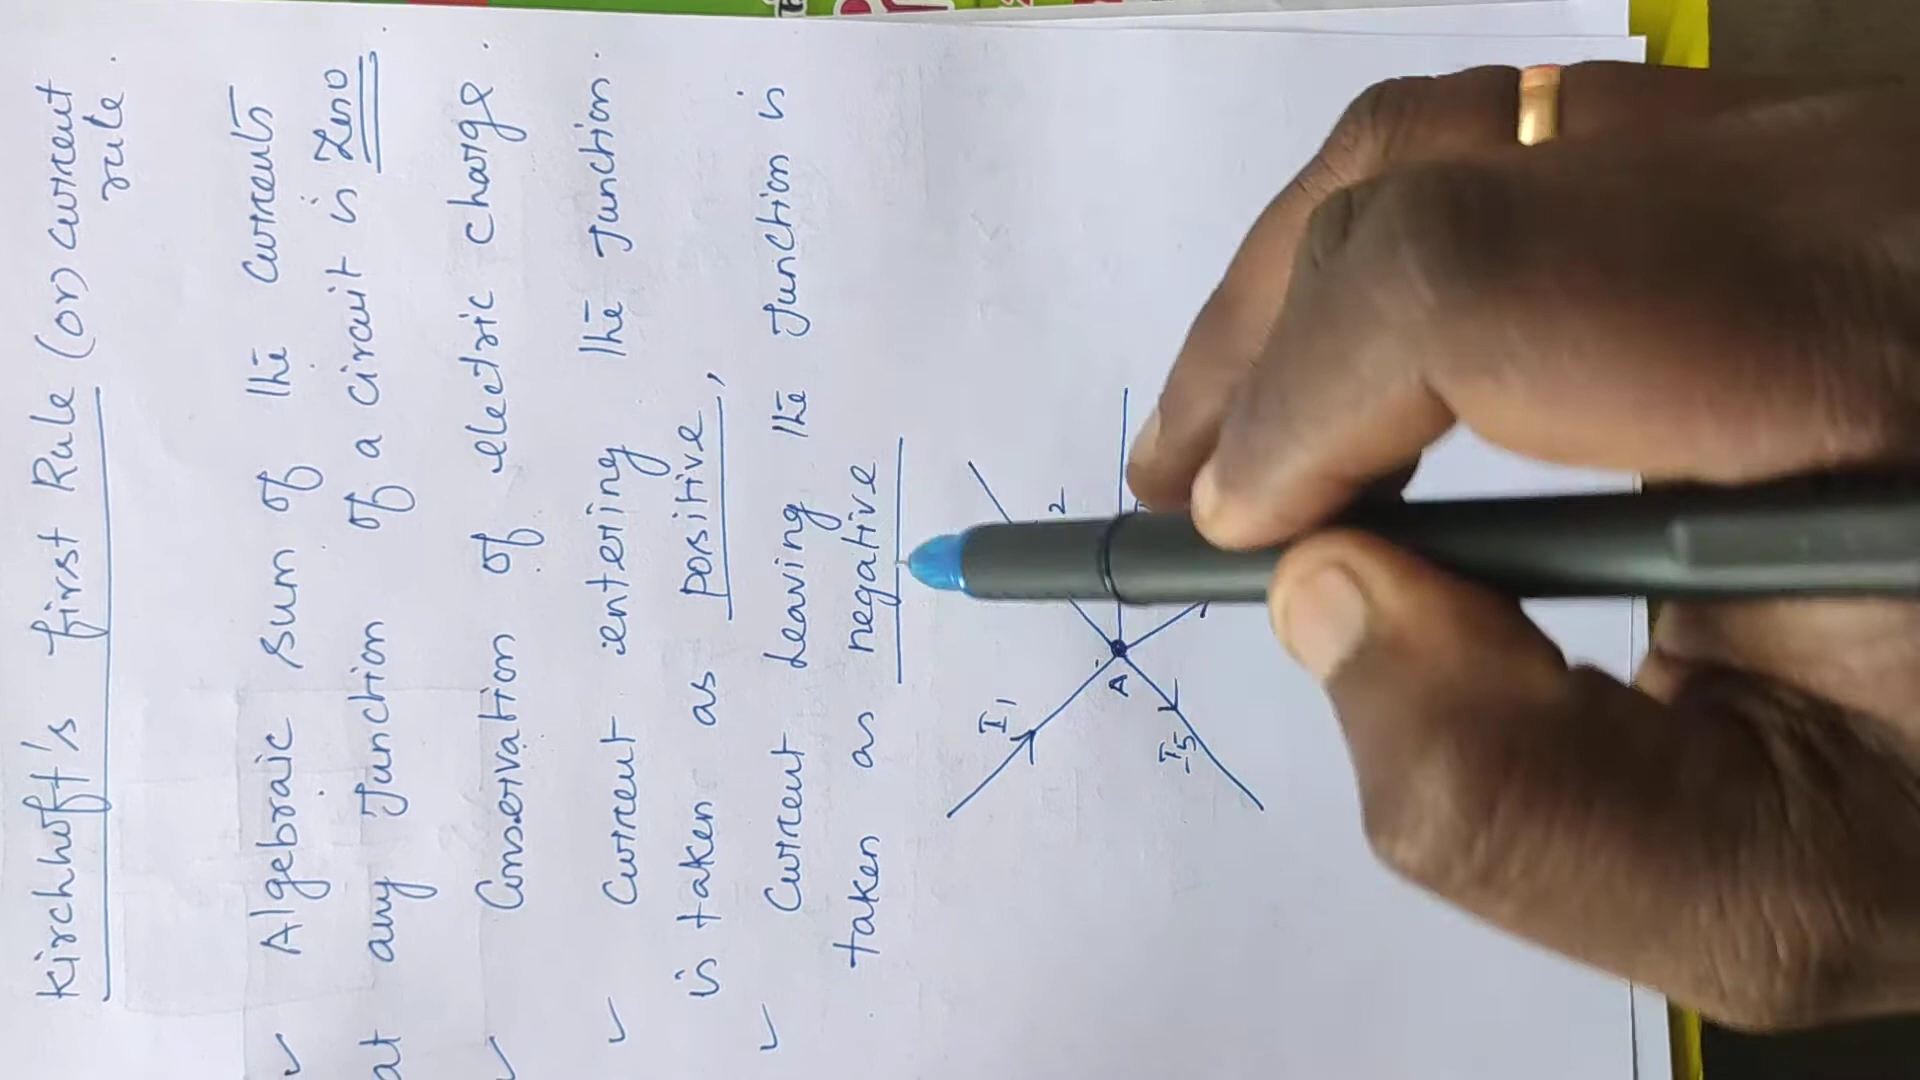 Kirchhoff's first Rule (or) current
rule.
✓ Algebraic sum of the currents
at any Junction of a circuit is Zero.
✓ Conservation of electric charge.
✓ Current entering the Junction.
is taken as positive,
✓ Current leaving the Junction is
taken as negative
I1
2
A
I5